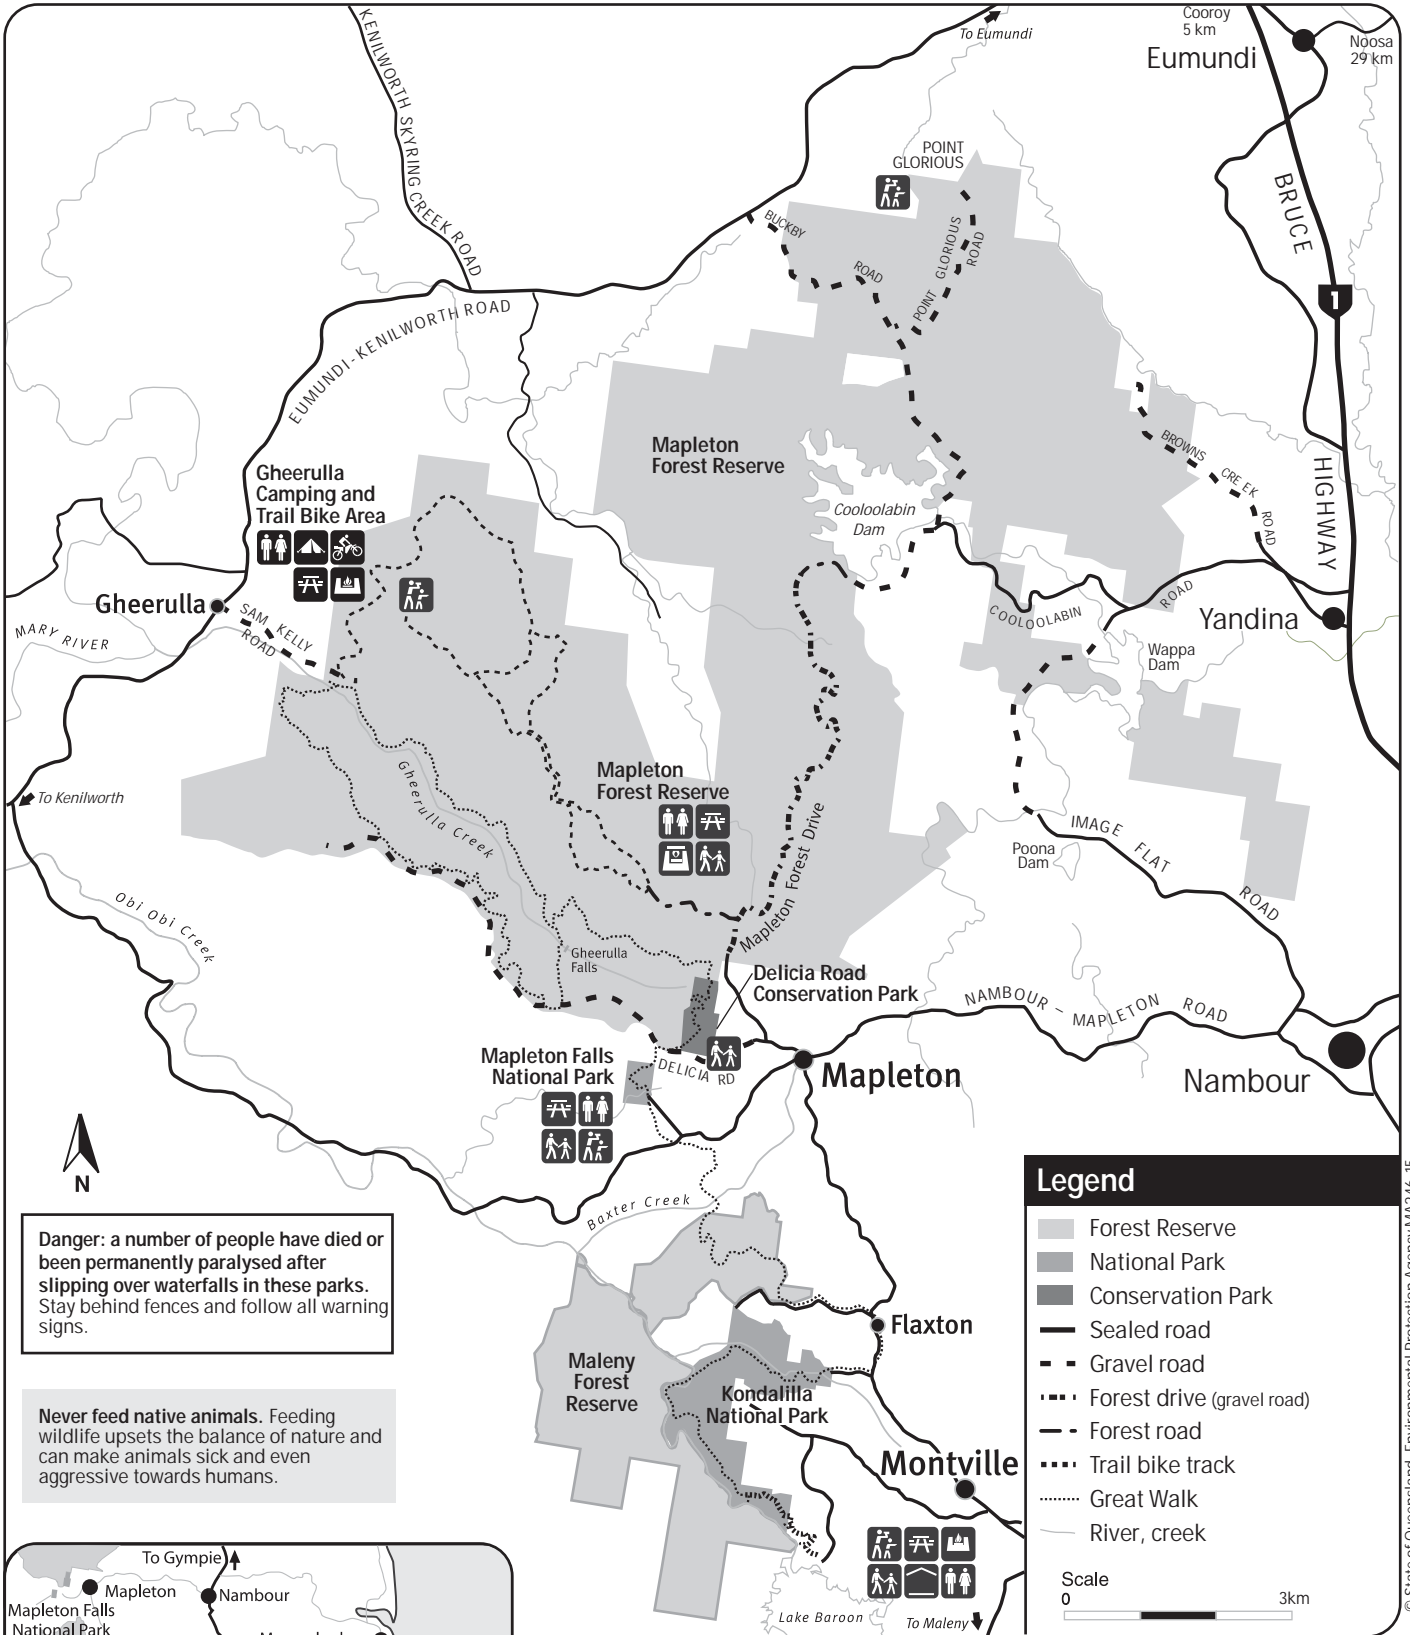 KENILWORTH SKYRING CREEK ROAD
To Eumundi
Cooroy
5 km
Eumundi
Noosa
29 km
POINT
GLORIOUS
BUCKBY
ROAD
POINT GLORIOUS
ROAD
BRUCE
1
HIGHWAY
EUMUNDI-KENILWORTH ROAD
Mapleton
Forest Reserve
BROWNS CREEK ROAD
Gheerulla
Camping and
Trail Bike Area
Cooloolabin
Dam
Gheerulla
SAM KELLY
ROAD
MARY RIVER
COOLOOLABIN
ROAD
Yandina
Wappa
Dam
To Kenilworth
Gheerulla Creek
Mapleton
Forest Reserve
Mapleton Forest Drive
IMAGE FLAT ROAD
Poona
Dam
Obi Obi Creek
Gheerulla
Falls
Delicia Road
Conservation Park
NAMBOUR – MAPLETON ROAD
Mapleton Falls
National Park
DELICIA RD
Mapleton
Nambour
N
Baxter Creek
Danger: a number of people have died or
been permanently paralysed after
slipping over waterfalls in these parks.
Stay behind fences and follow all warning
signs.
Never feed native animals. Feeding
wildlife upsets the balance of nature and
can make animals sick and even
aggressive towards humans.
Flaxton
Maleny
Forest
Reserve
Kondalilla
National Park
Montville
Lake Baroon
To Maleny
Legend
Forest Reserve
National Park
Conservation Park
Sealed road
Gravel road
Forest drive (gravel road)
Forest road
Trail bike track
Great Walk
River, creek
Scale
0
3km
To Gympie
Mapleton
Nambour
Mapleton Falls
National Park
© State of Queensland. Environmental Protection Agency